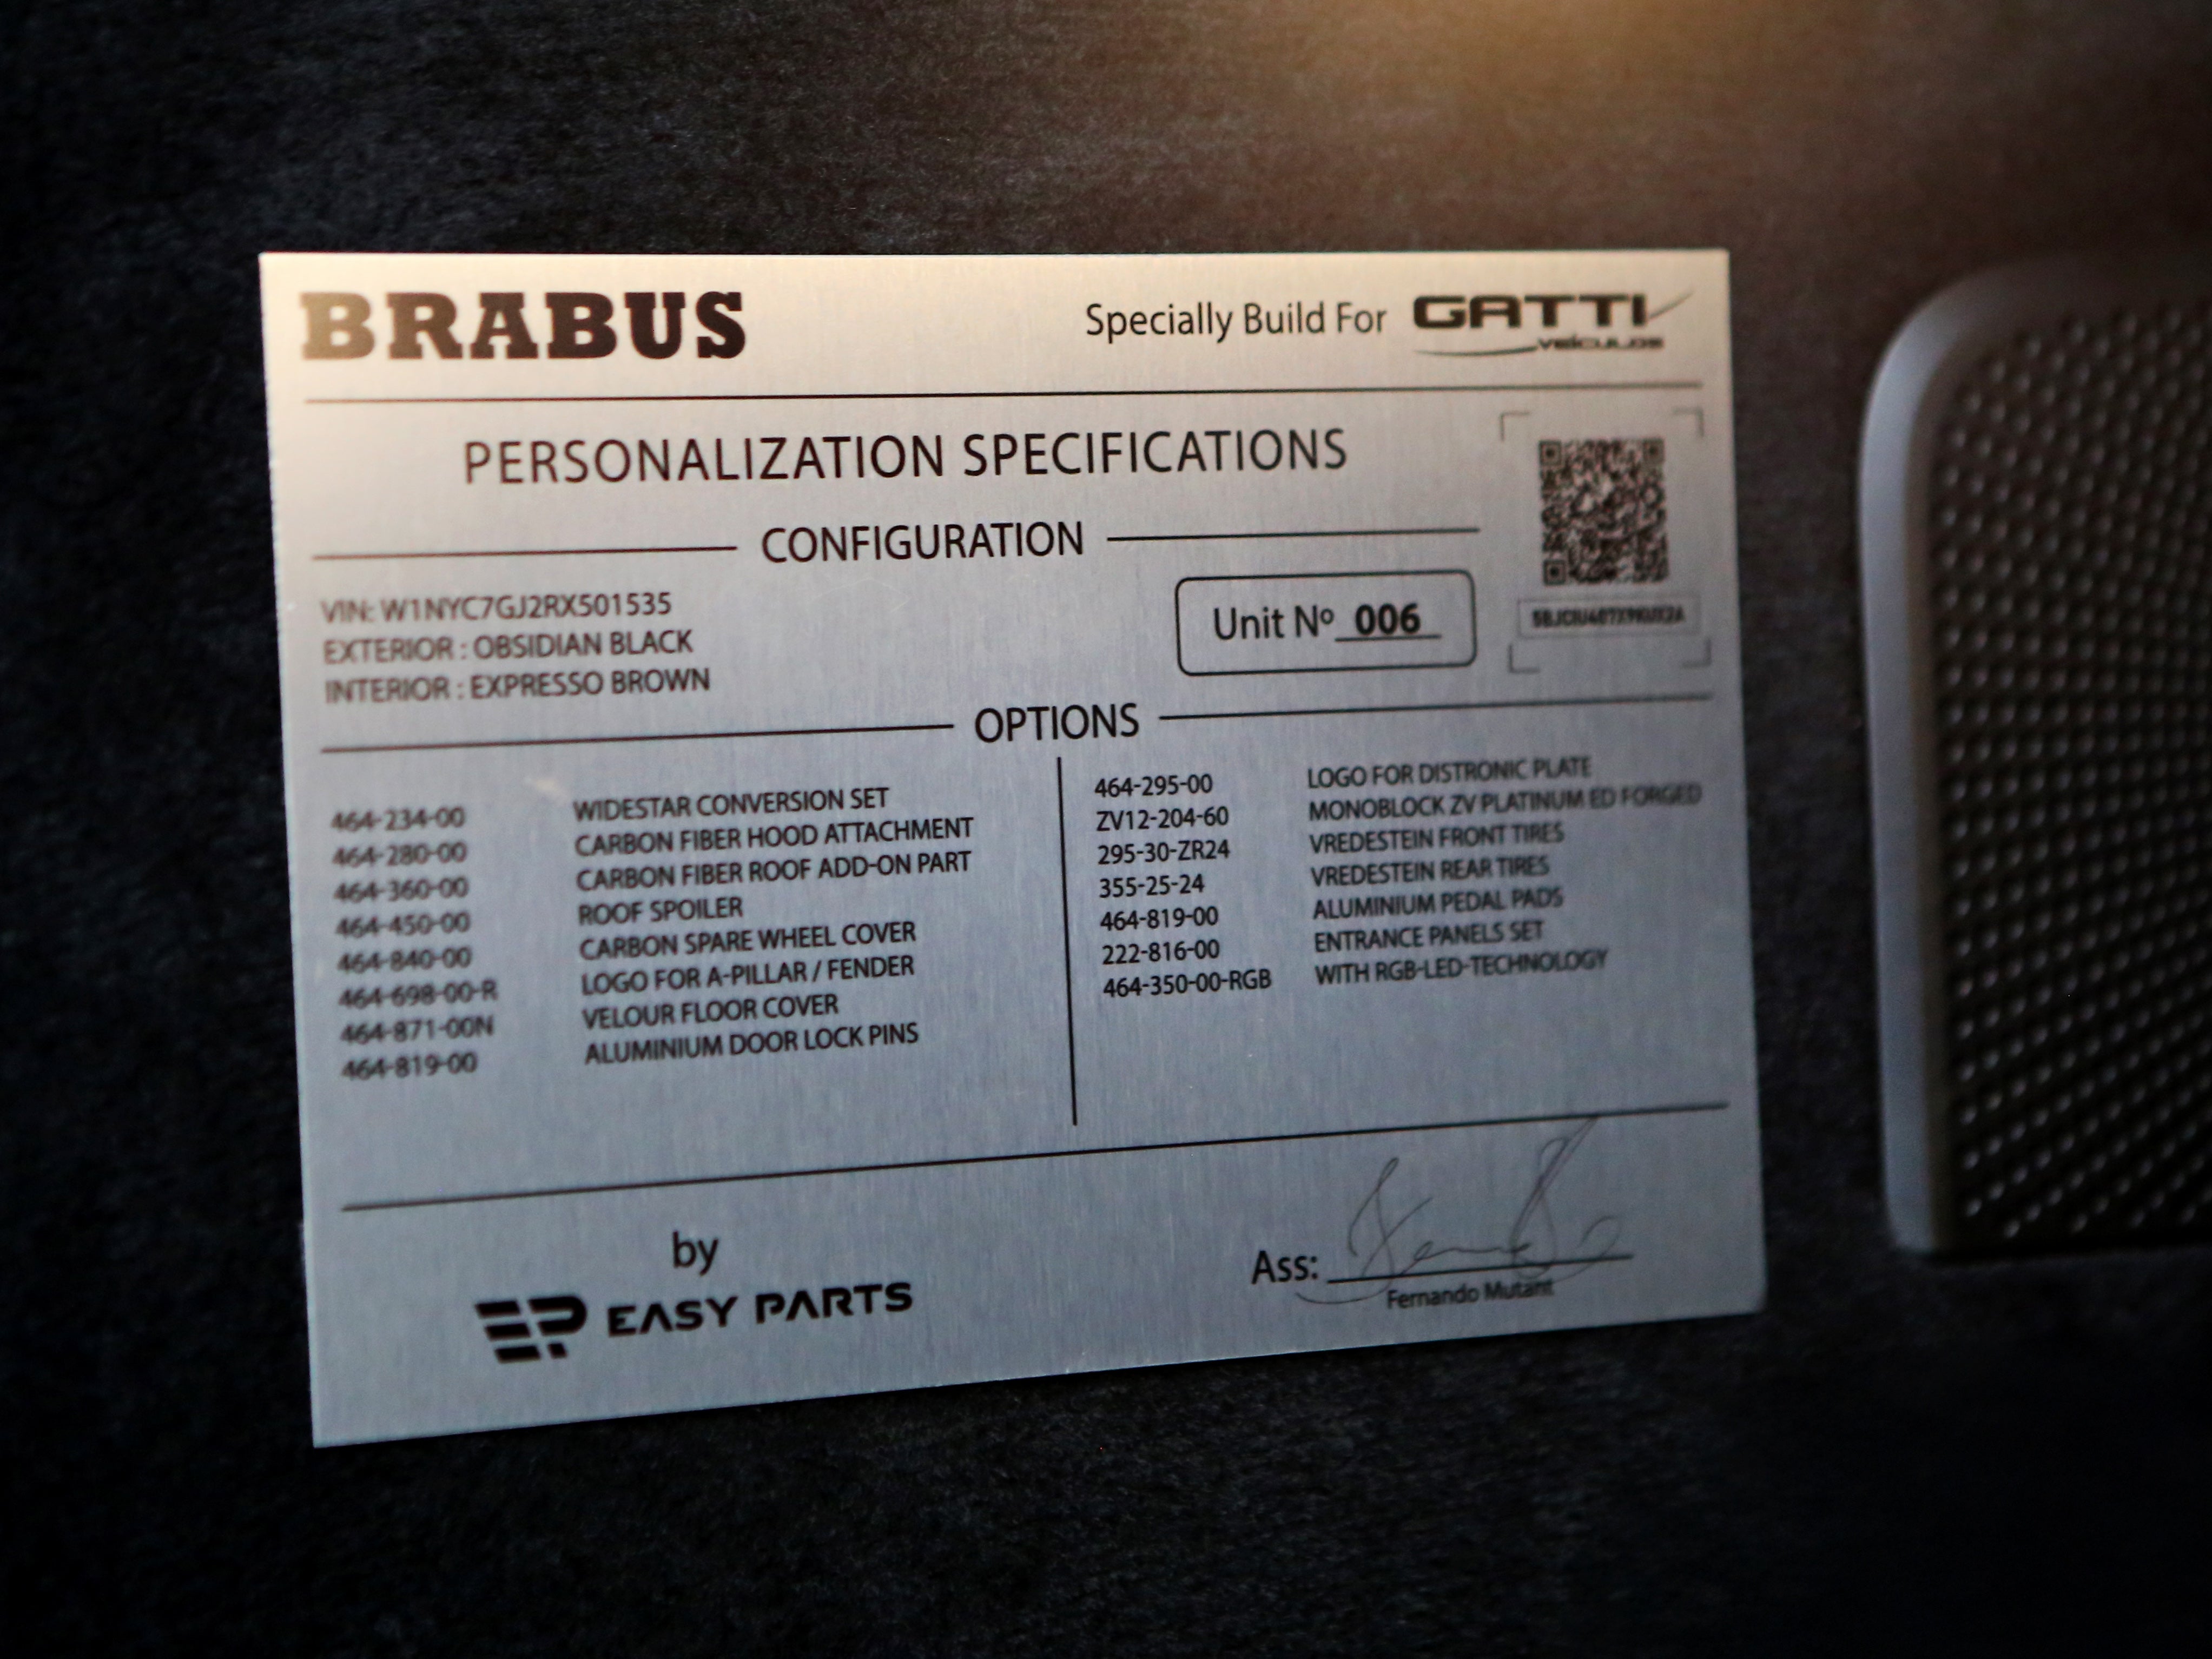 BRABUS
Specially Build For GATTI
VEÍCULOS
PERSONALIZATION SPECIFICATIONS
CONFIGURATION
VIN: W1NYC7GJ2RX501535
EXTERIOR : OBSIDIAN BLACK
INTERIOR : EXPRESSO BROWN
Unit Nº 006
OPTIONS
464-234-00 WIDESTAR CONVERSION SET
464-280-00 CARBON FIBER HOOD ATTACHMENT
464-360-00 CARBON FIBER ROOF ADD-ON PART
464-450-00 ROOF SPOILER
464-840-00 CARBON SPARE WHEEL COVER
464-698-00-R LOGO FOR A-PILLAR / FENDER
464-871-00N VELOUR FLOOR COVER
464-819-00 ALUMINIUM DOOR LOCK PINS
464-295-00 LOGO FOR DISTRONIC PLATE
ZV12-204-60 MONOBLOCK ZV PLATINUM ED FORGED
295-30-ZR24 VREDESTEIN FRONT TIRES
355-25-24 VREDESTEIN REAR TIRES
464-819-00 ALUMINIUM PEDAL PADS
222-816-00 ENTRANCE PANELS SET
464-350-00-RGB WITH RGB-LED-TECHNOLOGY
by
EP EASY PARTS
Ass:
Fernando Mutant